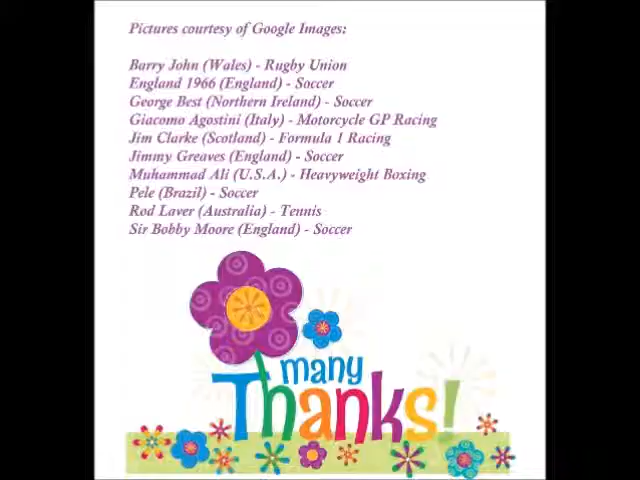 Pictures courtesy of Google Images:
Barry John (Wales) - Rugby Union
England 1966 (England) - Soccer
George Best (Northern Ireland) - Soccer
Giacomo Agostini (Italy) - Motorcycle GP Racing
Jim Clarke (Scotland) - Formula 1 Racing
Jimmy Greaves (England) - Soccer
Muhammad Ali (U.S.A.) - Heavyweight Boxing
Pele (Brazil) - Soccer
Rod Laver (Australia) - Tennis
Sir Bobby Moore (England) - Soccer
many
Thanks!